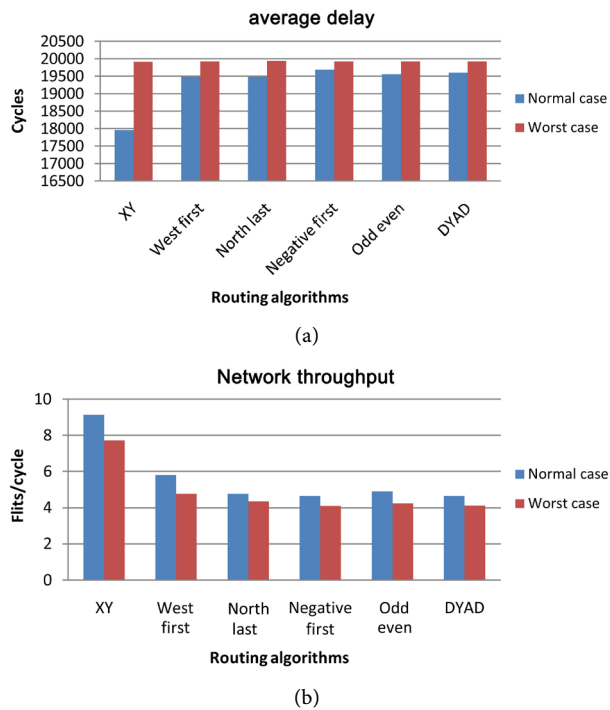 average delay
20500
20000
19500
19000
18500
18000
17500
17000
16500
Cycles
XY
West first
North last
Negative first
Odd even
DYAD
Routing algorithms
Normal case
Worst case
(a)
Network throughput
10
8
6
4
2
0
Flits/cycle
XY
West first
North last
Negative first
Odd even
DYAD
Routing algorithms
Normal case
Worst case
(b)